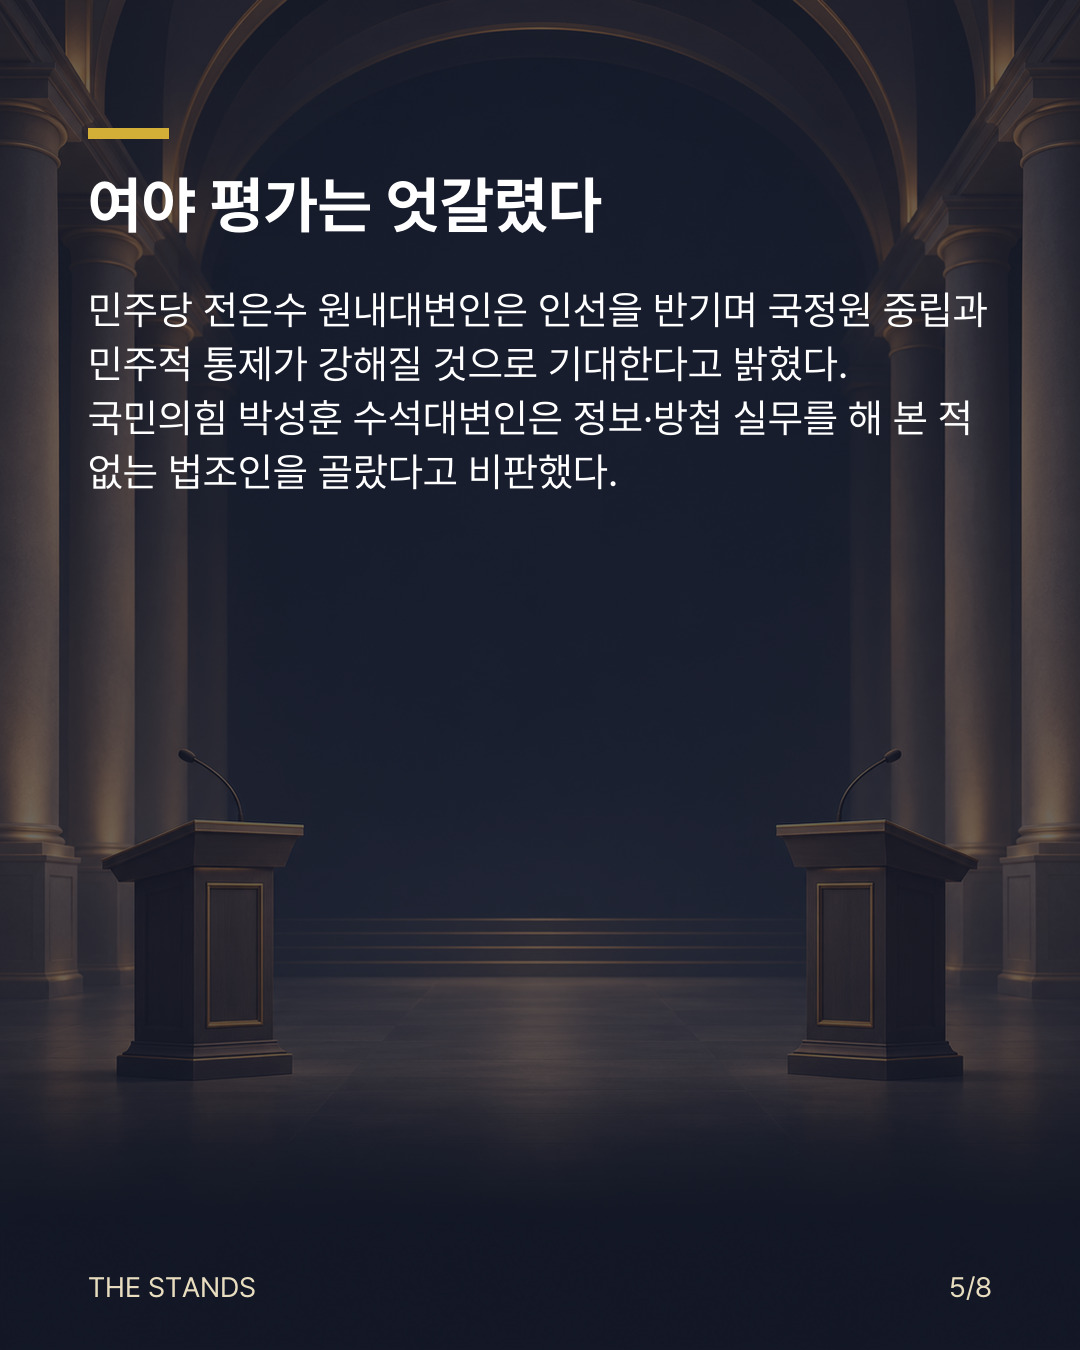 여야 평가는 엇갈렸다
민주당 전은수 원내대변인은 인선을 반기며 국정원 중립과
민주적 통제가 강해질 것으로 기대한다고 밝혔다.
국민의힘 박성훈 수석대변인은 정보·방첩 실무를 해 본 적
없는 법조인을 골랐다고 비판했다.
THE STANDS
5/8